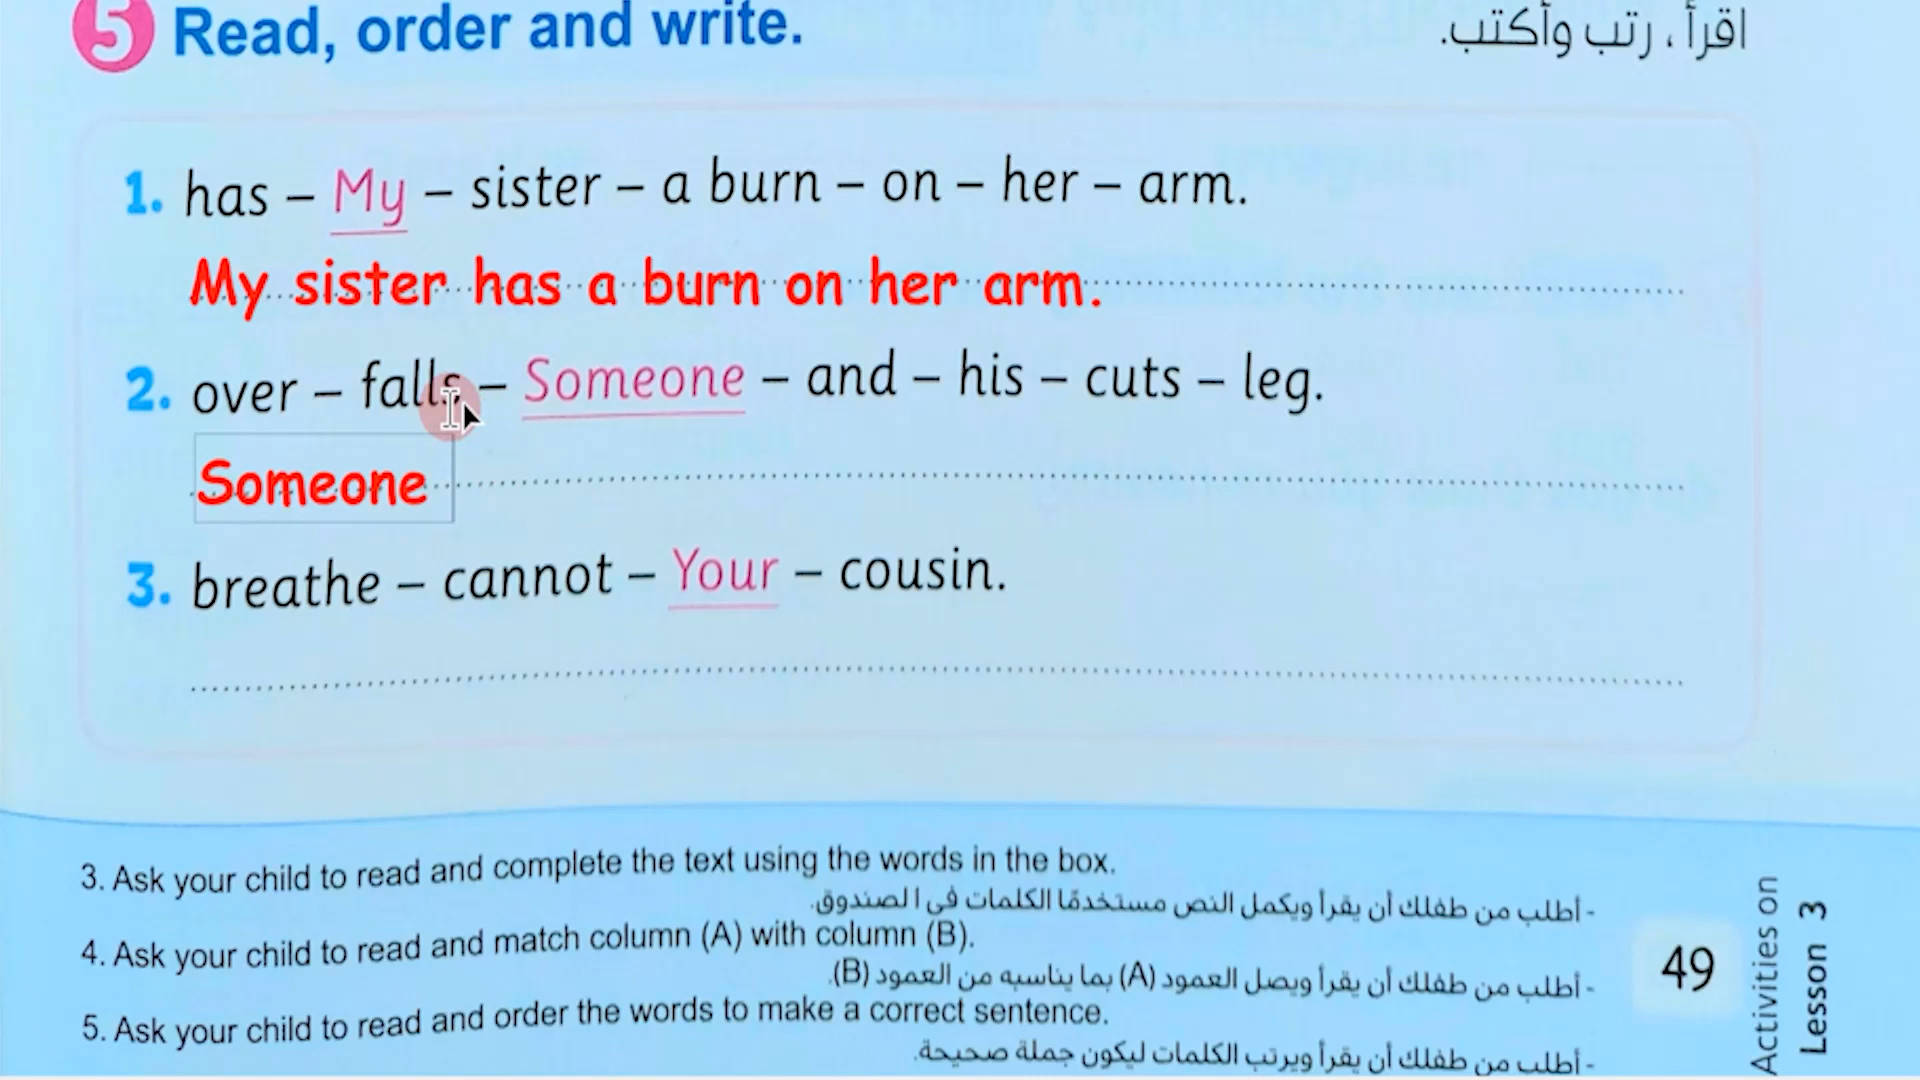 5 Read, order and write.
اقرأ، رتب وأكتب.
1. has – My – sister – a burn – on – her – arm.
My sister has a burn on her arm.
2. over – falls – Someone – and – his – cuts – leg.
Someone
3. breathe – cannot – Your – cousin.
3. Ask your child to read and complete the text using the words in the box.
- أطلب من طفلك أن يقرأ ويكمل النص مستخدمًا الكلمات في الصندوق.
4. Ask your child to read and match column (A) with column (B).
- أطلب من طفلك أن يقرأ ويصل العمود (A) بما يناسبه من العمود (B).
5. Ask your child to read and order the words to make a correct sentence.
- أطلب من طفلك أن يقرأ ويرتب الكلمات ليكون جملة صحيحة.
49
Activities on
Lesson 3